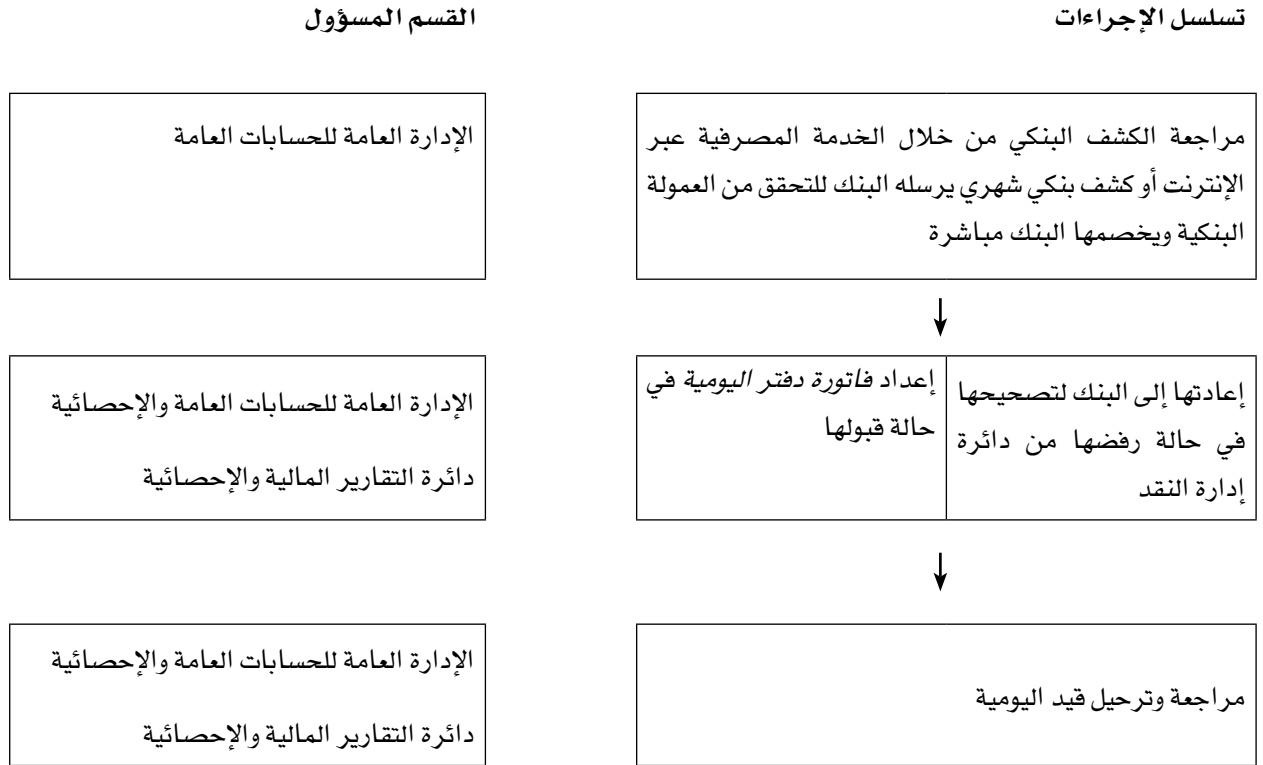 تسلسل الإجراءات
القسم المسؤول
مراجعة الكشف البنكي من خلال الخدمة المصرفية عبر
الإنترنت أو كشف بنكي شهري يرسله البنك للتحقق من العمولة
البنكية ويخصمها البنك مباشرة
الإدارة العامة للحسابات العامة
إعادتها إلى البنك لتصحيحها
في حالة رفضها من دائرة
إدارة النقد
إعداد فاتورة دفتر اليومية في
حالة قبولها
الإدارة العامة للحسابات العامة والإحصائية
دائرة التقارير المالية والإحصائية
مراجعة وترحيل قيد اليومية
الإدارة العامة للحسابات العامة والإحصائية
دائرة التقارير المالية والإحصائية